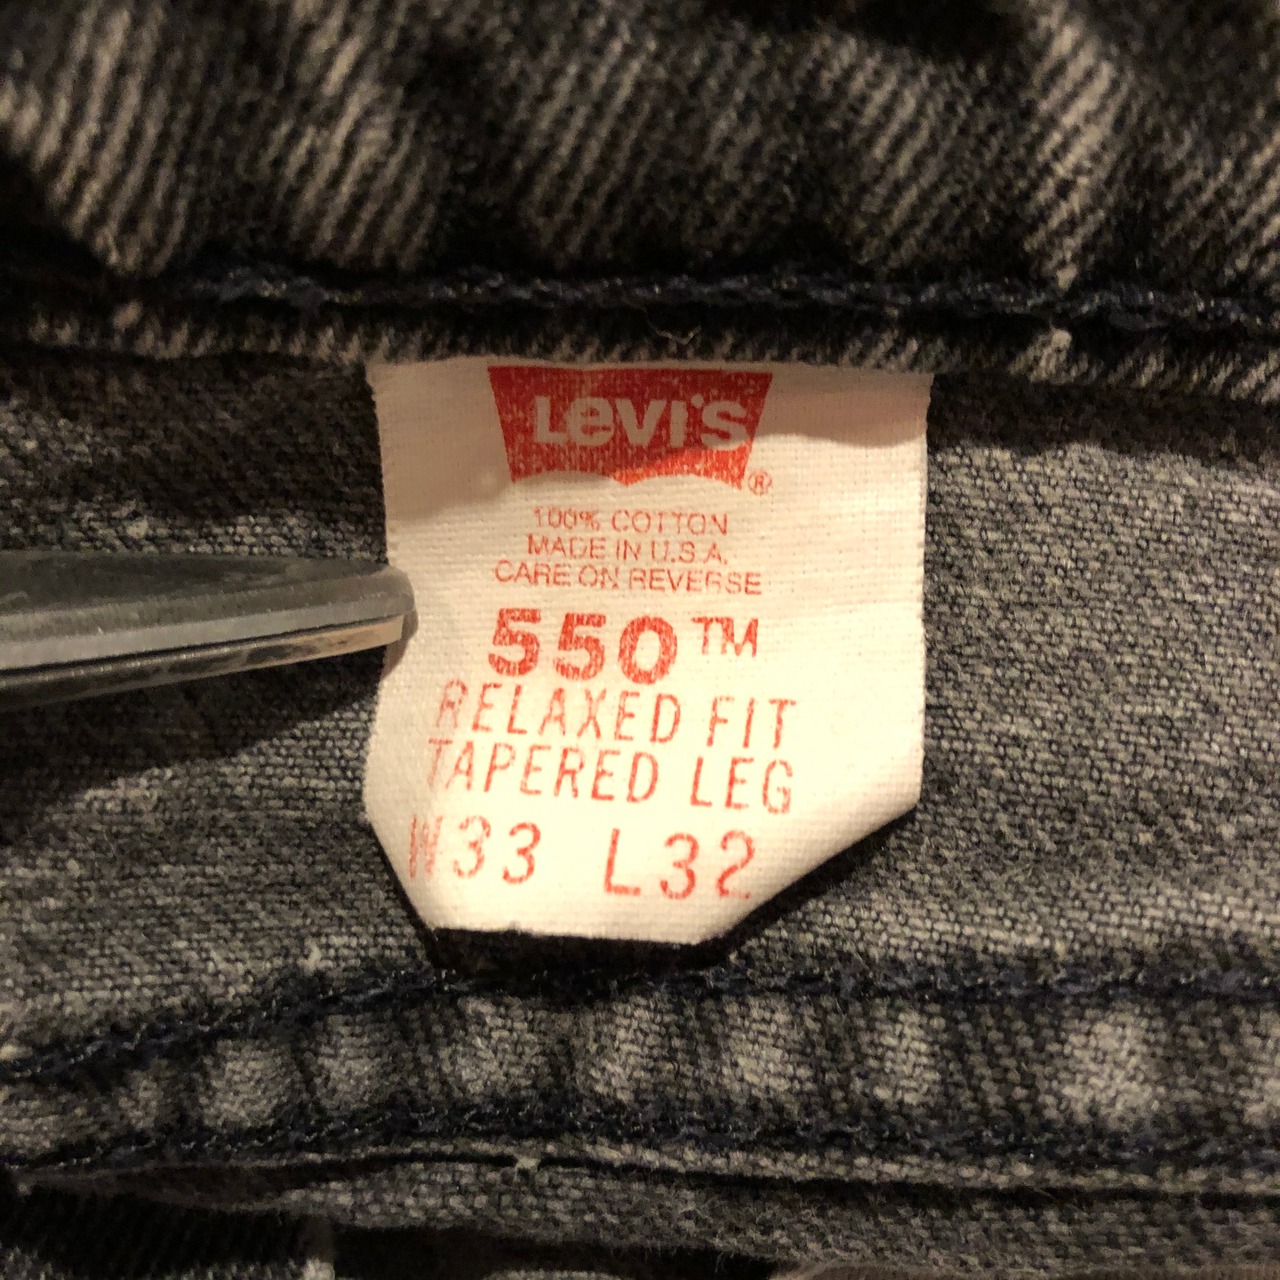 Levi's
®
100% COTTON
MADE IN U.S.A.
CARE ON REVERSE
550™
RELAXED FIT
TAPERED LEG
W33 L32